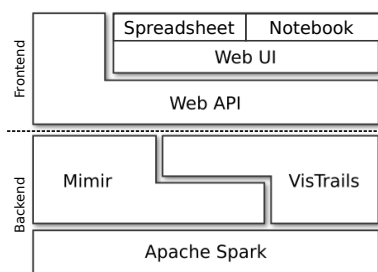 Frontend
Spreadsheet
Notebook
Web UI
Web API
Backend
Mimir
VisTrails
Apache Spark